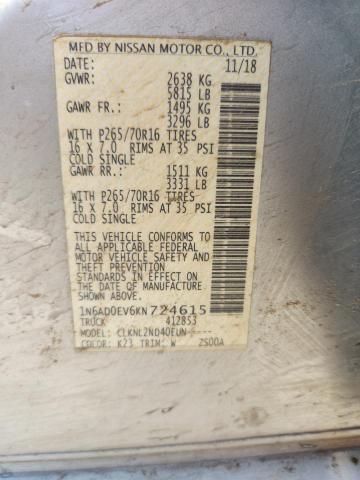 MFD BY NISSAN MOTOR CO., LTD.
DATE: 11/18
GVWR: 2638 KG
5815 LB
GAWR FR: 1495 KG
3296 LB
WITH P265/70R16 TIRES
16 X 7.0 RIMS AT 35 PSI
COLD SINGLE
GAWR RR: 1511 KG
3331 LB
WITH P265/70R16 TIRES
16 X 7.0 RIMS AT 35 PSI
COLD SINGLE
THIS VEHICLE CONFORMS TO
ALL APPLICABLE FEDERAL
MOTOR VEHICLE SAFETY AND
BUMPER AND THEFT PREVENTION
STANDARDS IN EFFECT ON
THE DATE OF MANUFACTURE
SHOWN ABOVE.
1N6AD0EV6KN724615
TRUCK 412853
MODEL: CLKNL2ND40EUN-----
COLOR: K23 TRIM: W ZS00A